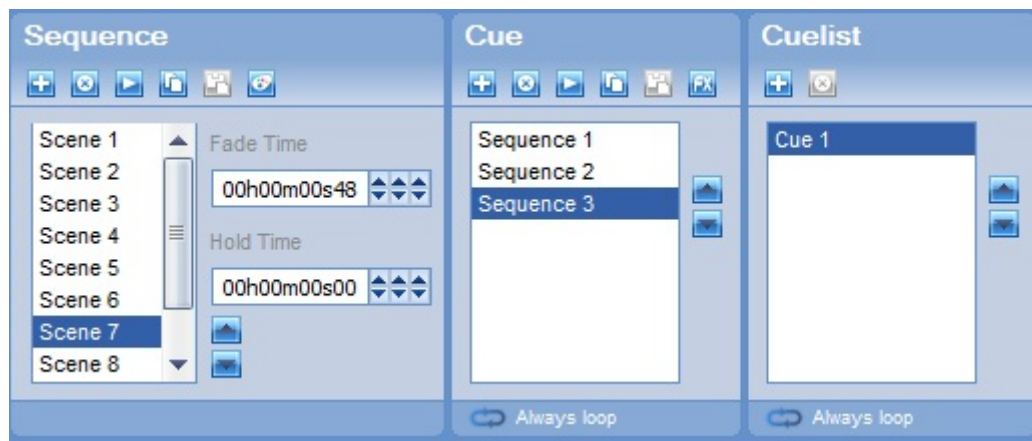 Sequence
Scene 1
Scene 2
Scene 3
Scene 4
Scene 5
Scene 6
Scene 7
Scene 8
Fade Time
00h00m00s48
Hold Time
00h00m00s00
Cue
FX
Sequence 1
Sequence 2
Sequence 3
Always loop
Cuelist
Cue 1
Always loop